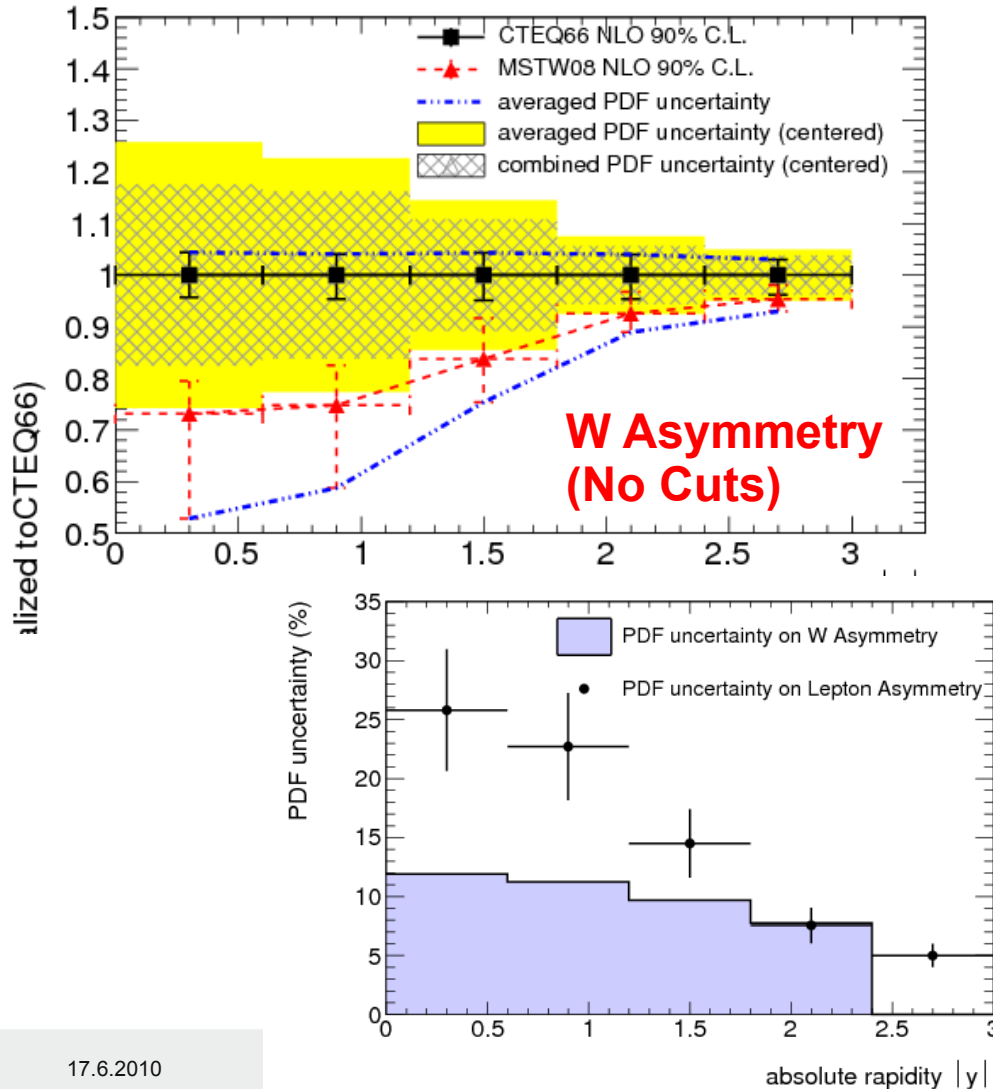 1.5
CTEQ66 NLO 90% C.L.
1.4
MSTW08 NLO 90% C.L.
averaged PDF uncertainty
1.3
averaged PDF uncertainty (centered)
1.2
combined PDF uncertainty (centered)
1.1
1
0.9
0.8
0.7
0.6
0.5
alized toCTEQ66)
W Asymmetry
(No Cuts)
0 0.5 1 1.5 2 2.5 3
35
PDF uncertainty (%)
PDF uncertainty on W Asymmetry
30
PDF uncertainty on Lepton Asymmetry
25
20
15
10
5
0
0 0.5 1 1.5 2 2.5 3
absolute rapidity |y|
17.6.2010